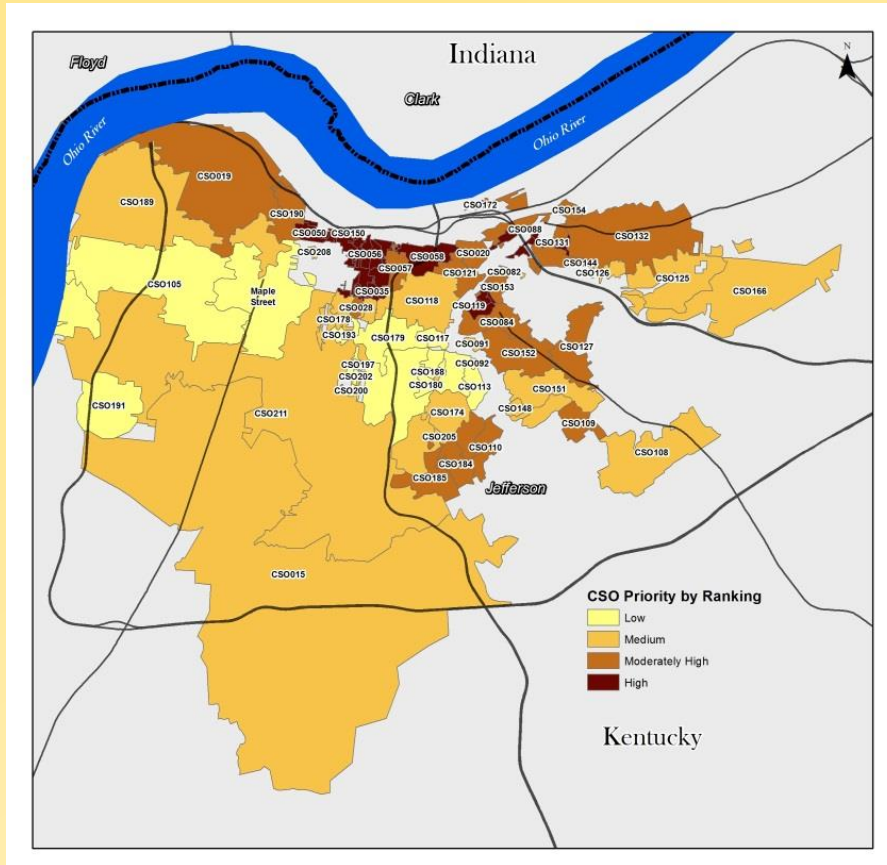 Indiana
Floyd
N
Clark
Ohio River
Ohio River
CSO019
CSO172
CSO189
CSO190
CSO154
CSO050
CSO150
CSO088
CSO132
CSO131
CSO208
CSO056
CSO058
CSO020
CSO057
CSO144
CSO121
CSO082
CSO126
CSO125
CSO105
Maple
Street
CSO035
CSO153
CSO166
CSO118
CSO119
CSO028
CSO178
CSO084
CSO193
CSO179
CSO117
CSO091
CSO127
CSO152
CSO197
CSO092
CSO202
CSO188
CSO200
CSO180
CSO113
CSO151
CSO191
CSO211
CSO174
CSO148
CSO109
CSO205
CSO110
CSO108
CSO184
CSO185
Jefferson
CSO015
CSO Priority by Ranking
Low
Medium
Moderately High
High
Kentucky